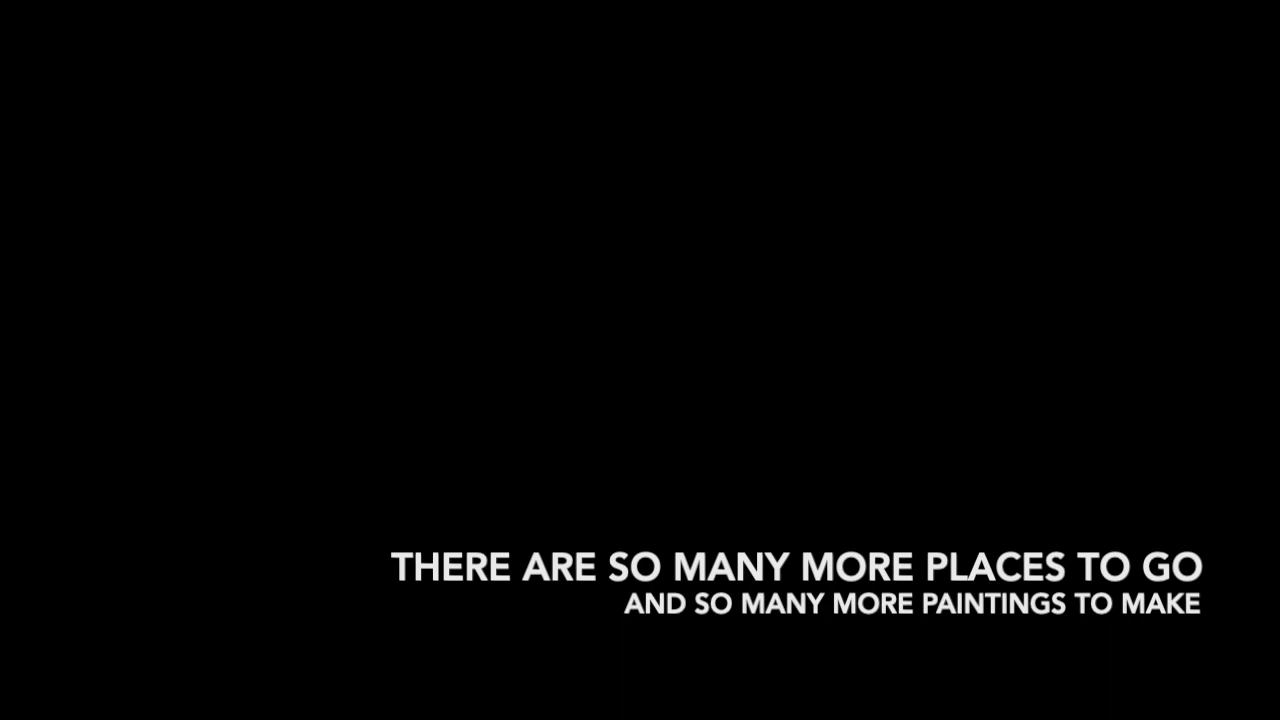 THERE ARE SO MANY MORE PLACES TO GO
AND SO MANY MORE PAINTINGS TO MAKE